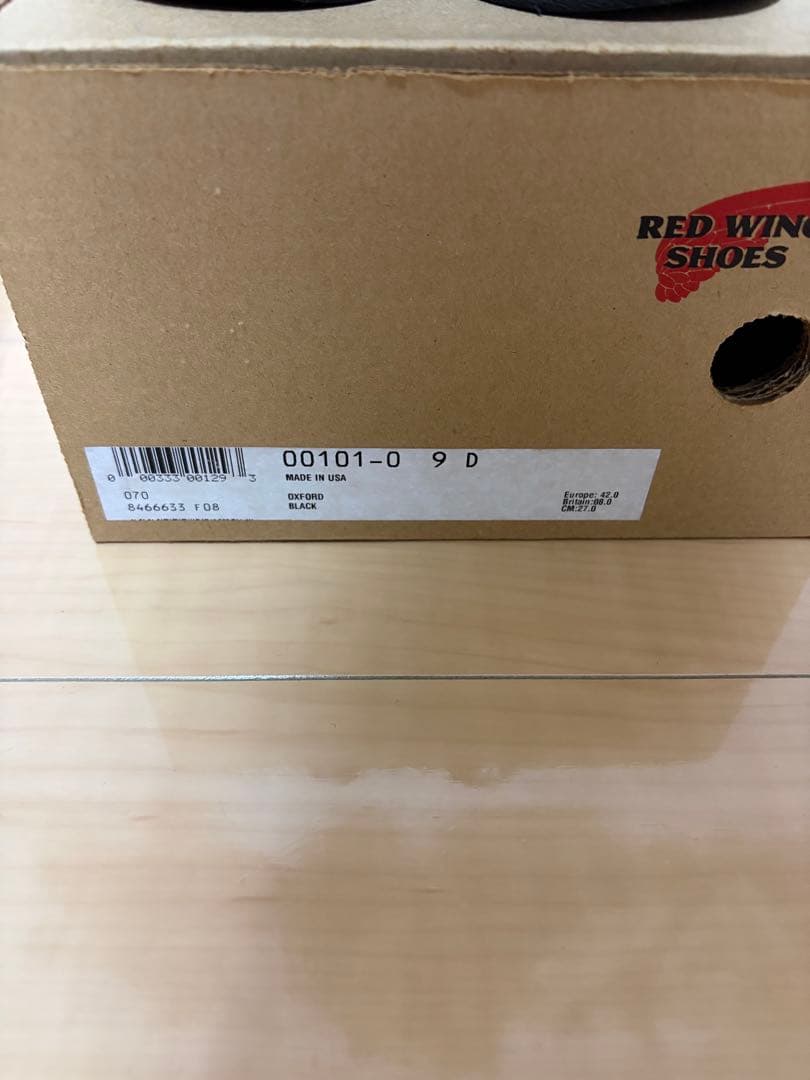 RED WING
SHOES
00101-0 9 D
MADE IN USA
0 00333 00129 3
070
8466633 F08
OXFORD
BLACK
Europe: 42.0
Britain:08.0
CM:27.0